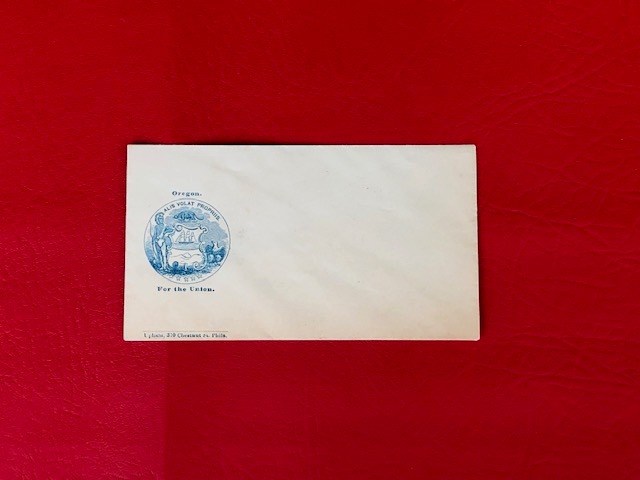 Oregon.
ALIS VOLAT PROPRIIS
For the Union.
Upham, 310 Chestnut st. Phila.